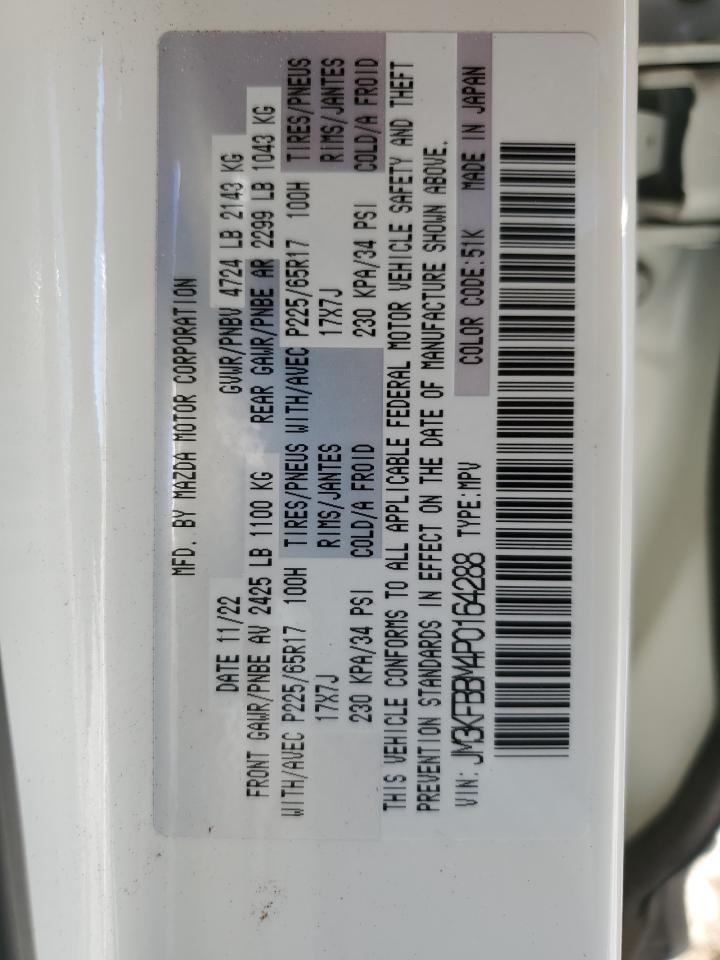 MFD. BY MAZDA MOTOR CORPORATION
DATE 11/22 GVWR/PNBV 4724 LB 2143 KG
FRONT GAWR/PNBE AV 2425 LB 1100 KG REAR GAWR/PNBE AR 2299 LB 1043 KG
WITH/AVEC P225/65R17 100H TIRES/PNEUS WITH/AVEC P225/65R17 100H TIRES/PNEUS
17X7J RIMS/JANTES 17X7J RIMS/JANTES
230 KPA/34 PSI COLD/A FROID 230 KPA/34 PSI COLD/A FROID
THIS VEHICLE CONFORMS TO ALL APPLICABLE FEDERAL MOTOR VEHICLE SAFETY AND THEFT
PREVENTION STANDARDS IN EFFECT ON THE DATE OF MANUFACTURE SHOWN ABOVE.
VIN: JM3KFBBM4P0164288 TYPE:MPV COLOR CODE:51K MADE IN JAPAN